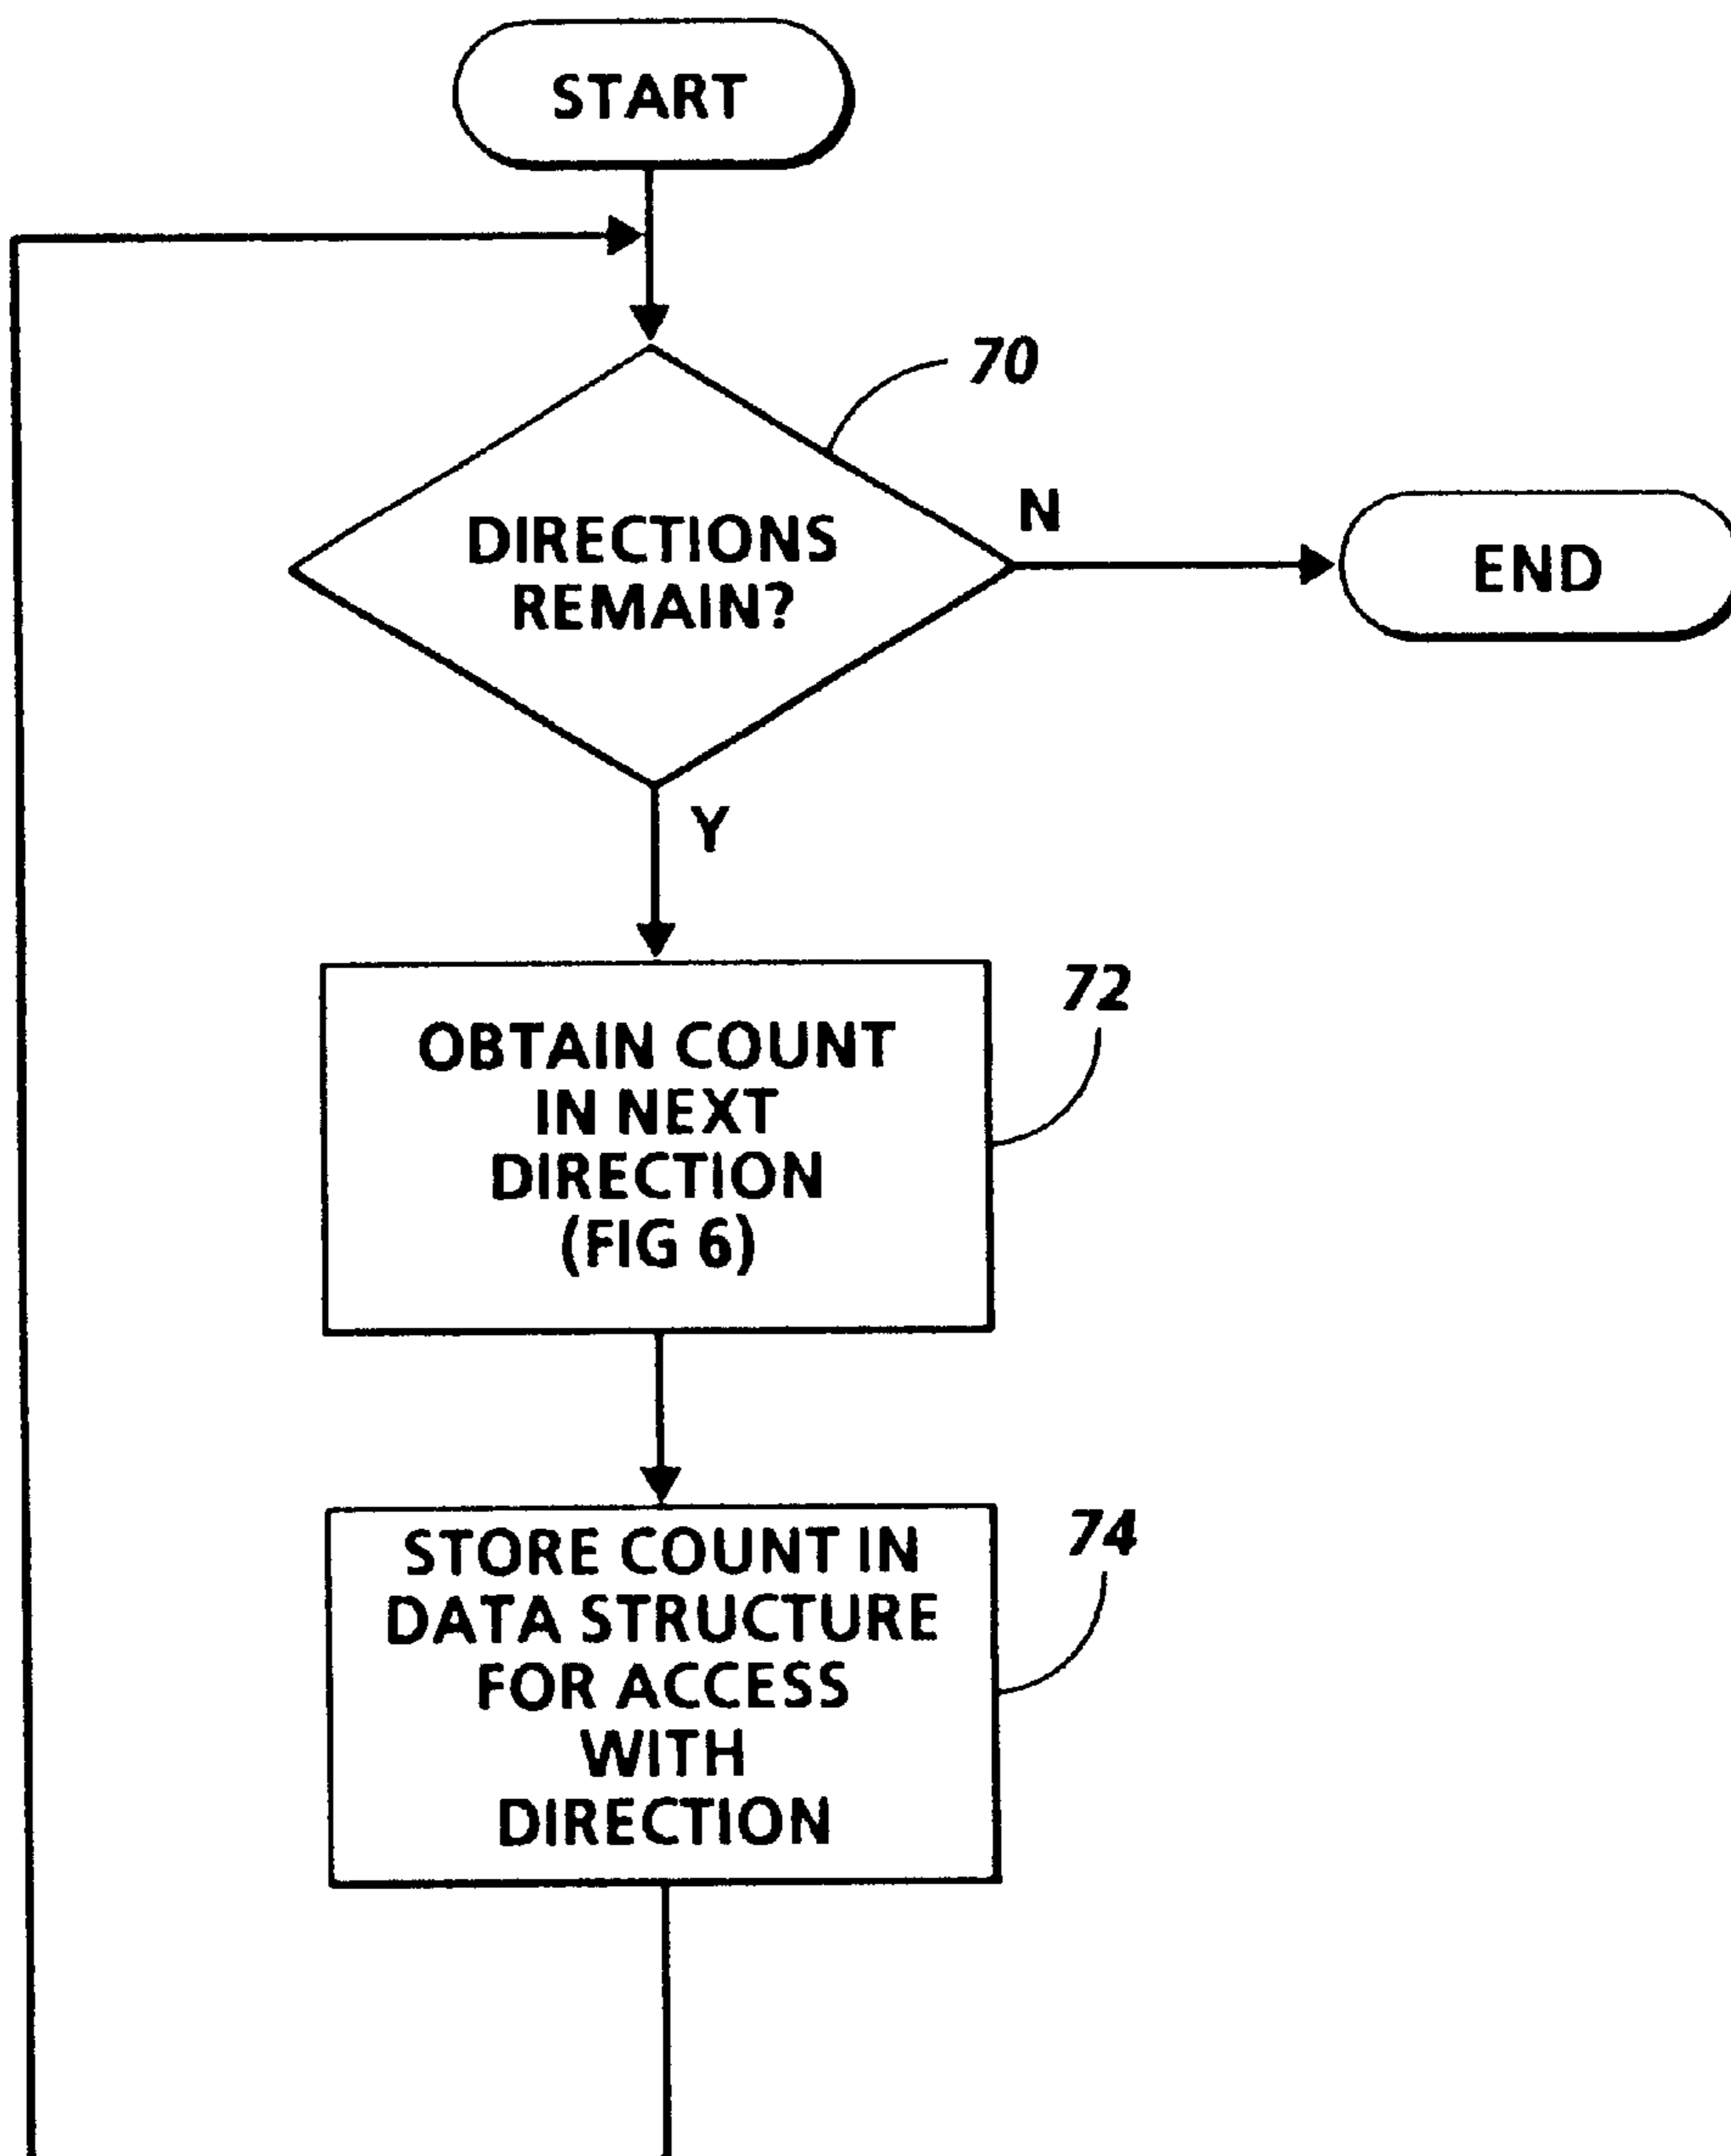 START
70
DIRECTIONS
REMAIN?
N
END
Y
72
OBTAIN COUNT
IN NEXT
DIRECTION
(FIG 6)
74
STORE COUNT IN
DATA STRUCTURE
FOR ACCESS
WITH
DIRECTION